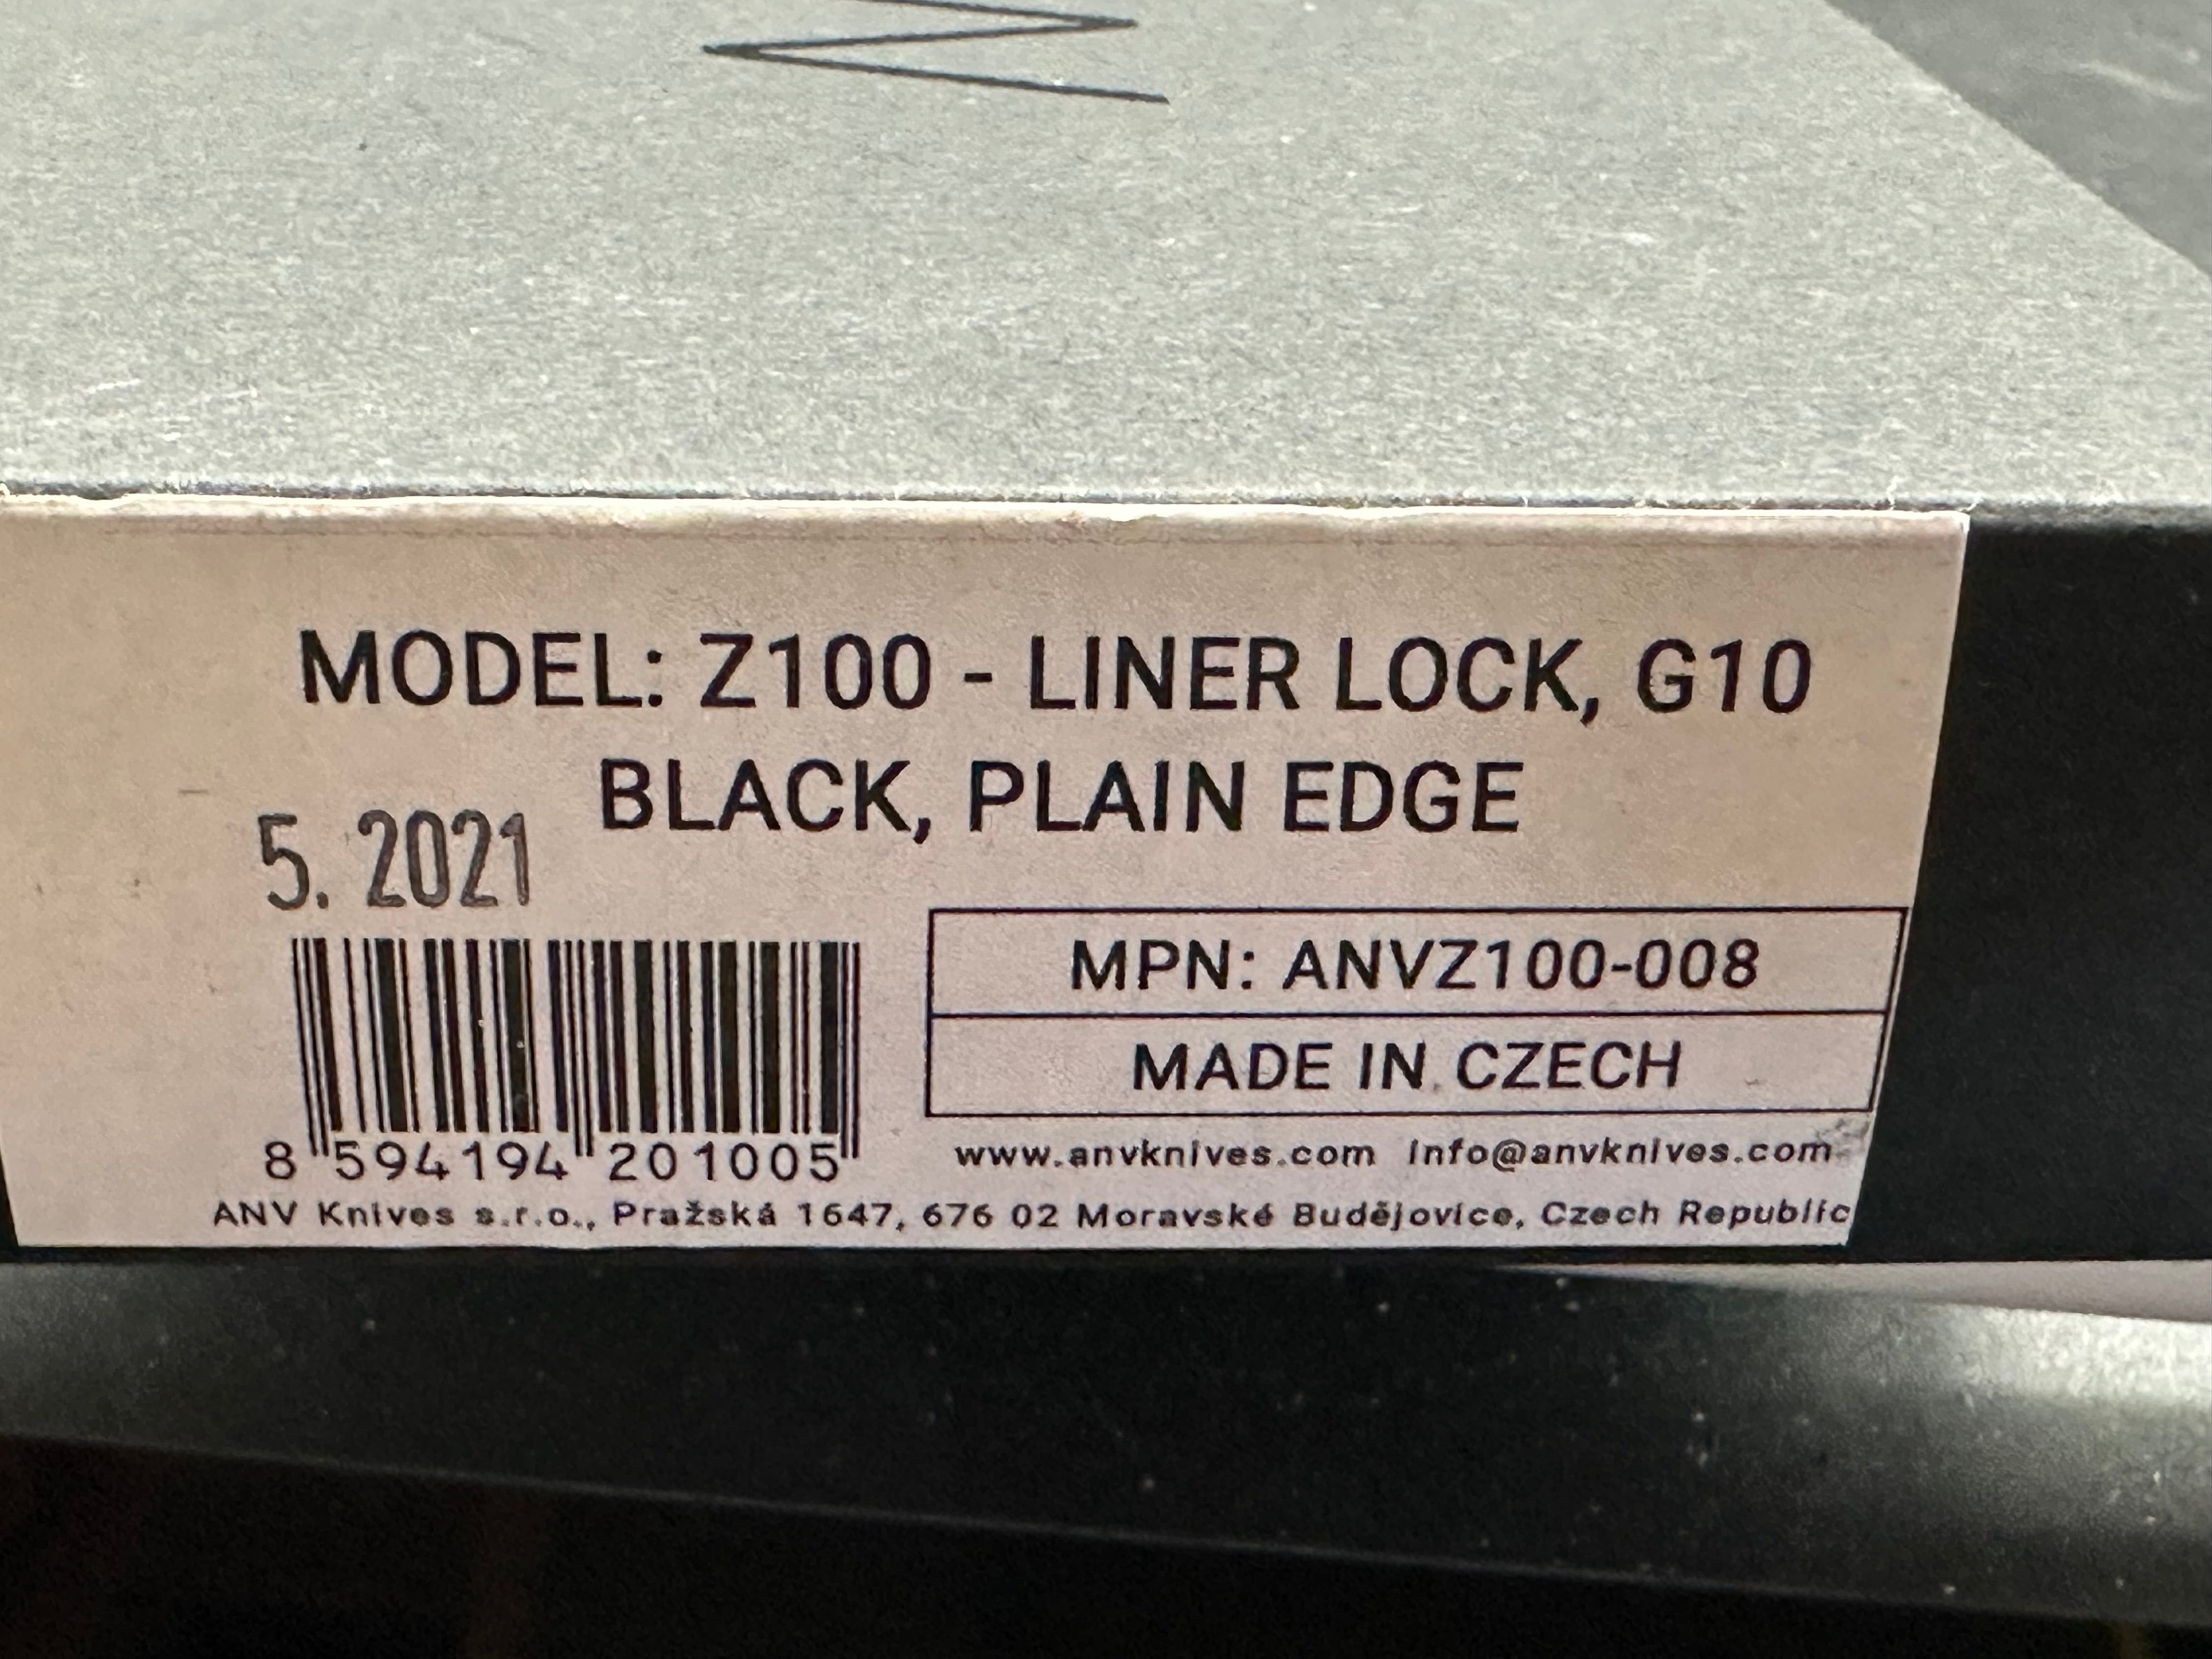 MODEL: Z100 - LINER LOCK, G10
BLACK, PLAIN EDGE
5. 2021
MPN: ANVZ100-008
MADE IN CZECH
8 594194 201005
www.anvknives.com info@anvknives.com
ANV Knives s.r.o., Pražská 1647, 676 02 Moravské Budějovice, Czech Republic